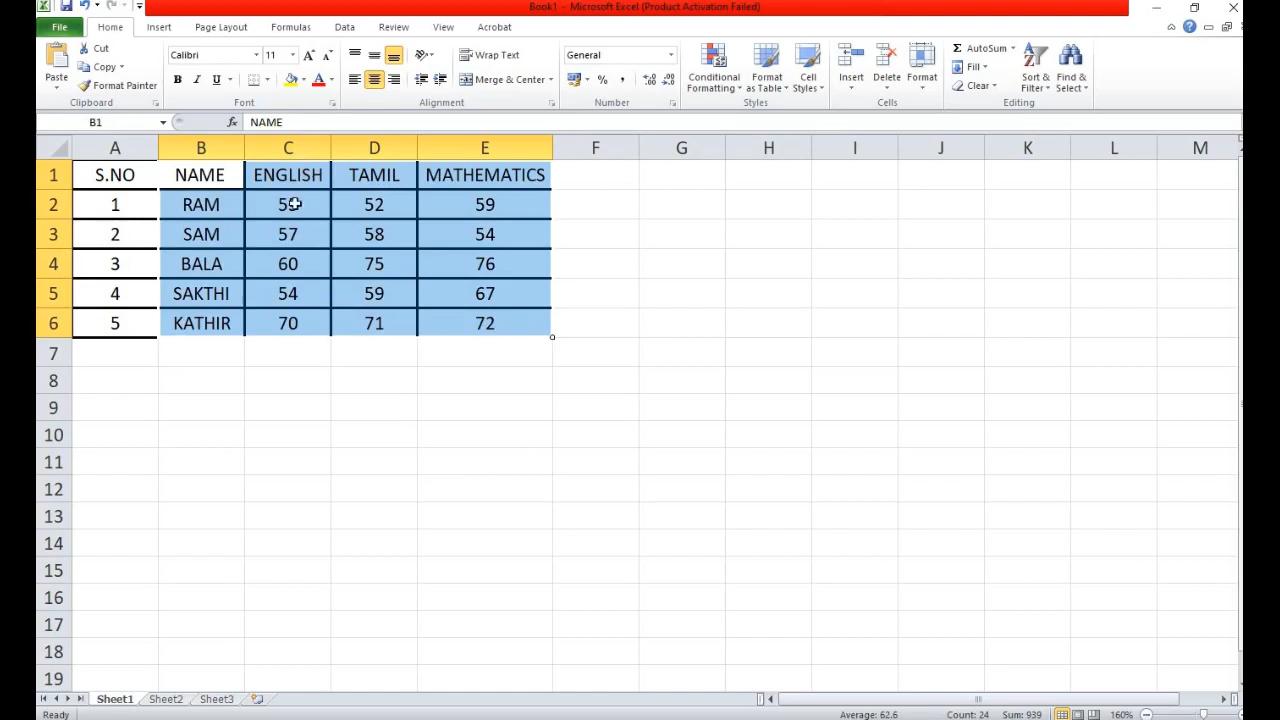 Book1 - Microsoft Excel (Product Activation Failed)
File Home Insert Page Layout Formulas Data Review View Acrobat
Paste Cut Copy Format Painter Clipboard
Calibri 11 B I U A Font
Wrap Text Merge & Center Alignment
General % , Number
Conditional Formatting Format as Table Cell Styles Styles
Insert Delete Format Cells
Σ AutoSum Fill Clear Sort & Filter Find & Select Editing
B1 fx NAME
A B C D E F G H I J K L M
1 S.NO NAME ENGLISH TAMIL MATHEMATICS
2 1 RAM 52 59
3 2 SAM 57 58 54
4 3 BALA 60 75 76
5 4 SAKTHI 54 59 67
6 5 KATHIR 70 71 72
7
8
9
10
11
12
13
14
15
16
17
18
19
Sheet1 Sheet2 Sheet3
Ready Average: 62.6 Count: 24 Sum: 939 160%